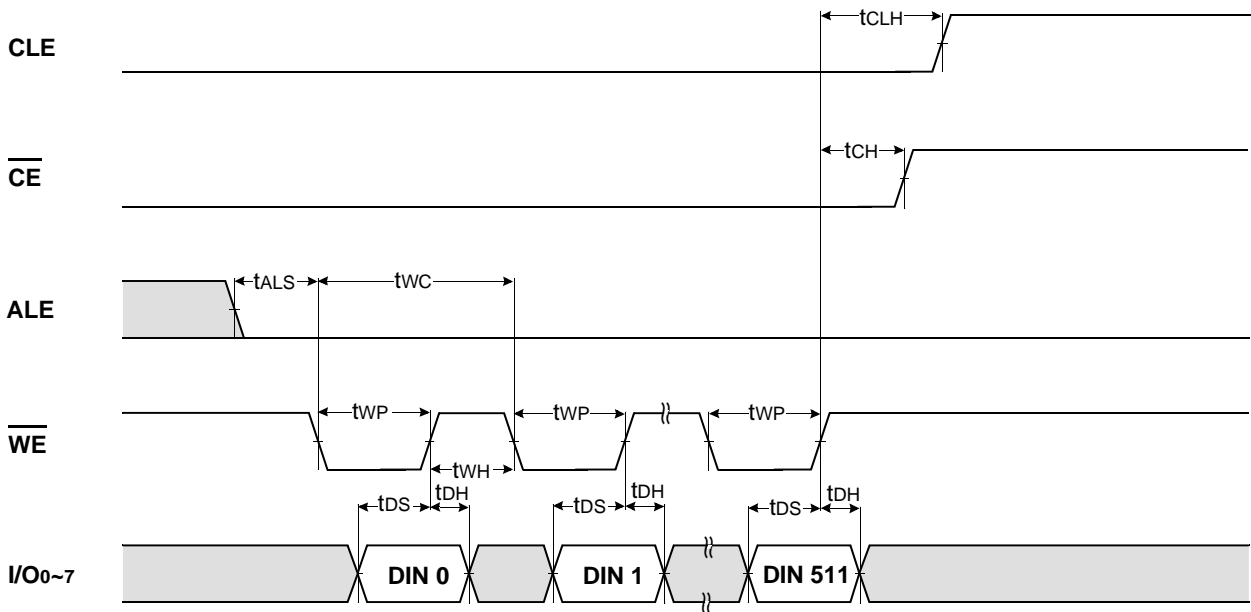 tCLH
CLE
tCH
CE
tALS
tWC
ALE
tWP
tWP
tWP
WE
tWH
tDS
tDH
tDS
tDH
tDS
tDH
I/O0~7
DIN 0
DIN 1
DIN 511